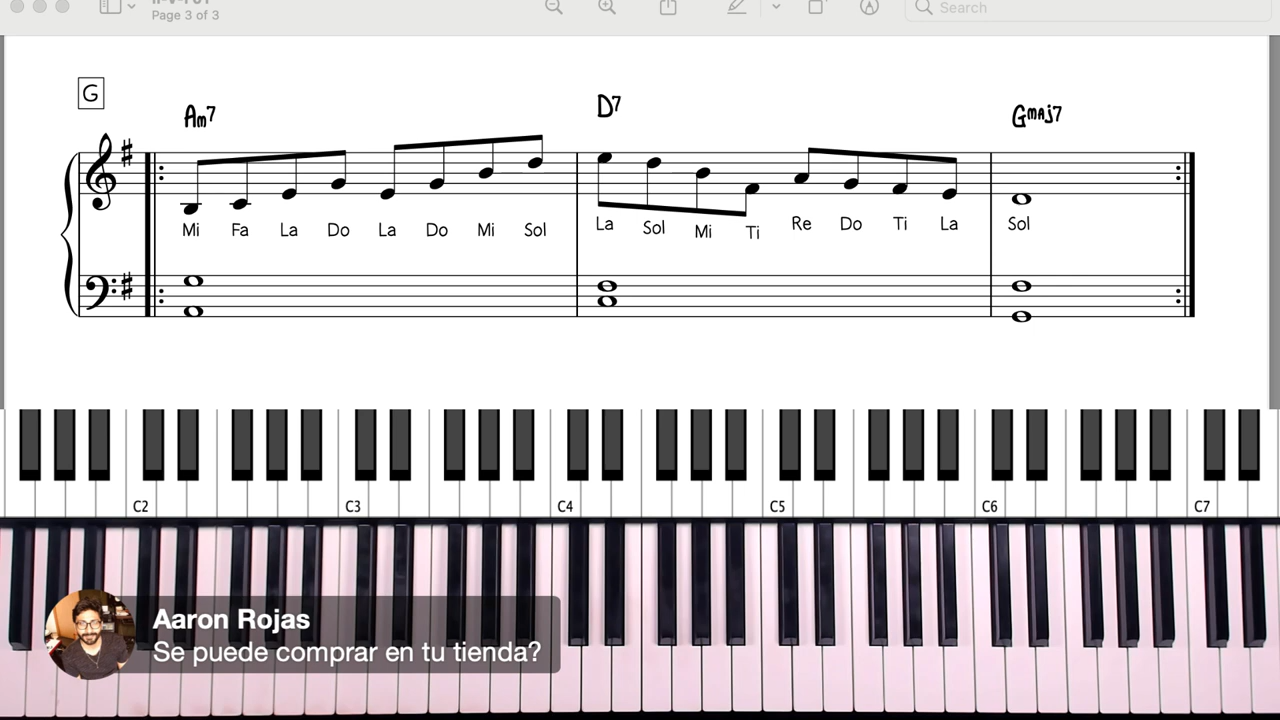 Page 3 of 3
Search
G
Am7
D7
Gmaj7
Mi Fa La Do La Do Mi Sol La Sol Mi Ti Re Do Ti La Sol
C2 C3 C4 C5 C6 C7
Aaron Rojas
Se puede comprar en tu tienda?